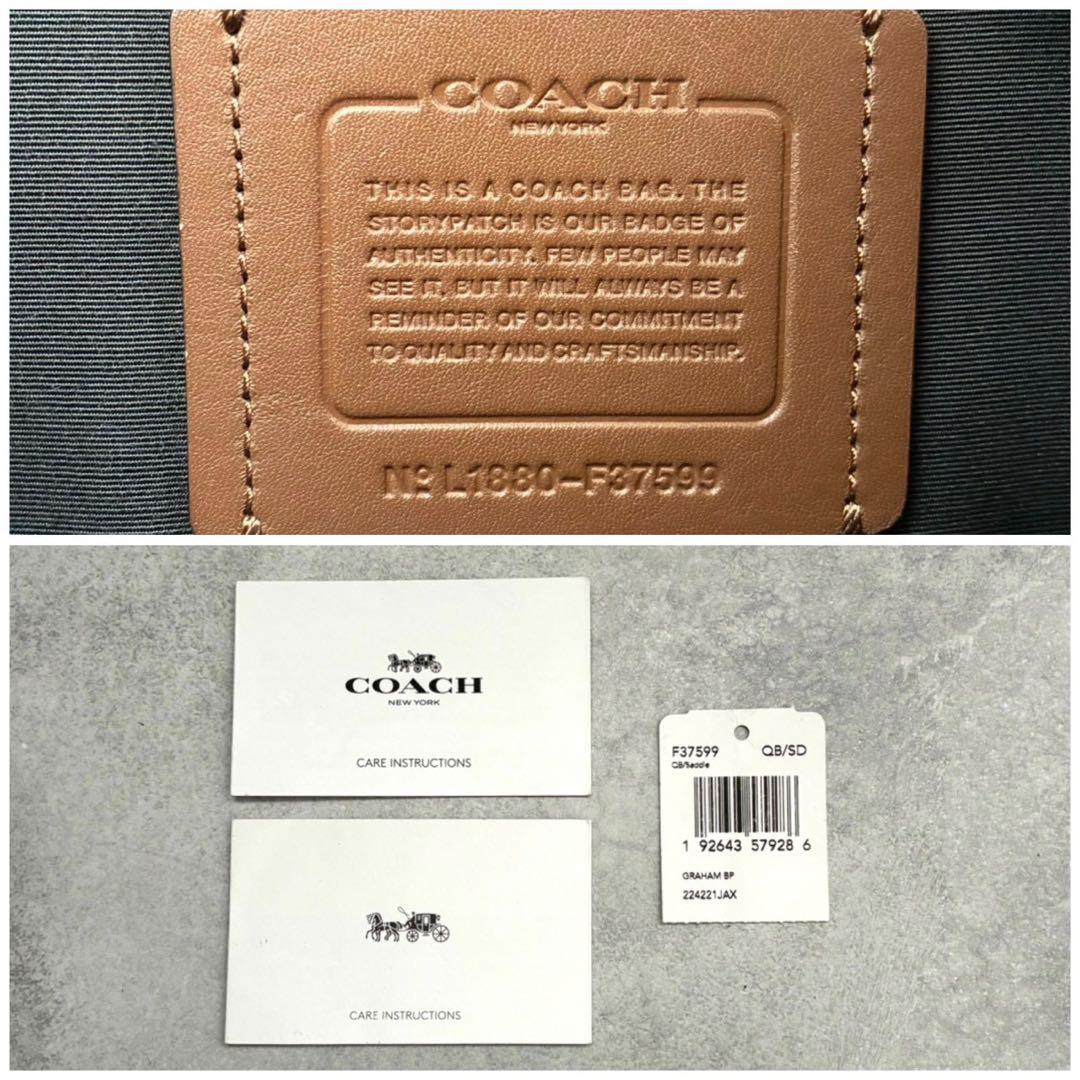 COACH
NEW YORK
THIS IS A COACH BAG. THE
STORYPATCH IS OUR BADGE OF
AUTHENTICITY. FEW PEOPLE MAY
SEE IT, BUT IT WILL ALWAYS BE A
REMINDER OF OUR COMMITMENT
TO QUALITY AND CRAFTSMANSHIP.
Nº L1880-F37599
COACH
NEW YORK
CARE INSTRUCTIONS
CARE INSTRUCTIONS
F37599 QB/SD
QB/Saddle
1 92643 57928 6
GRAHAM BP
224221JAX